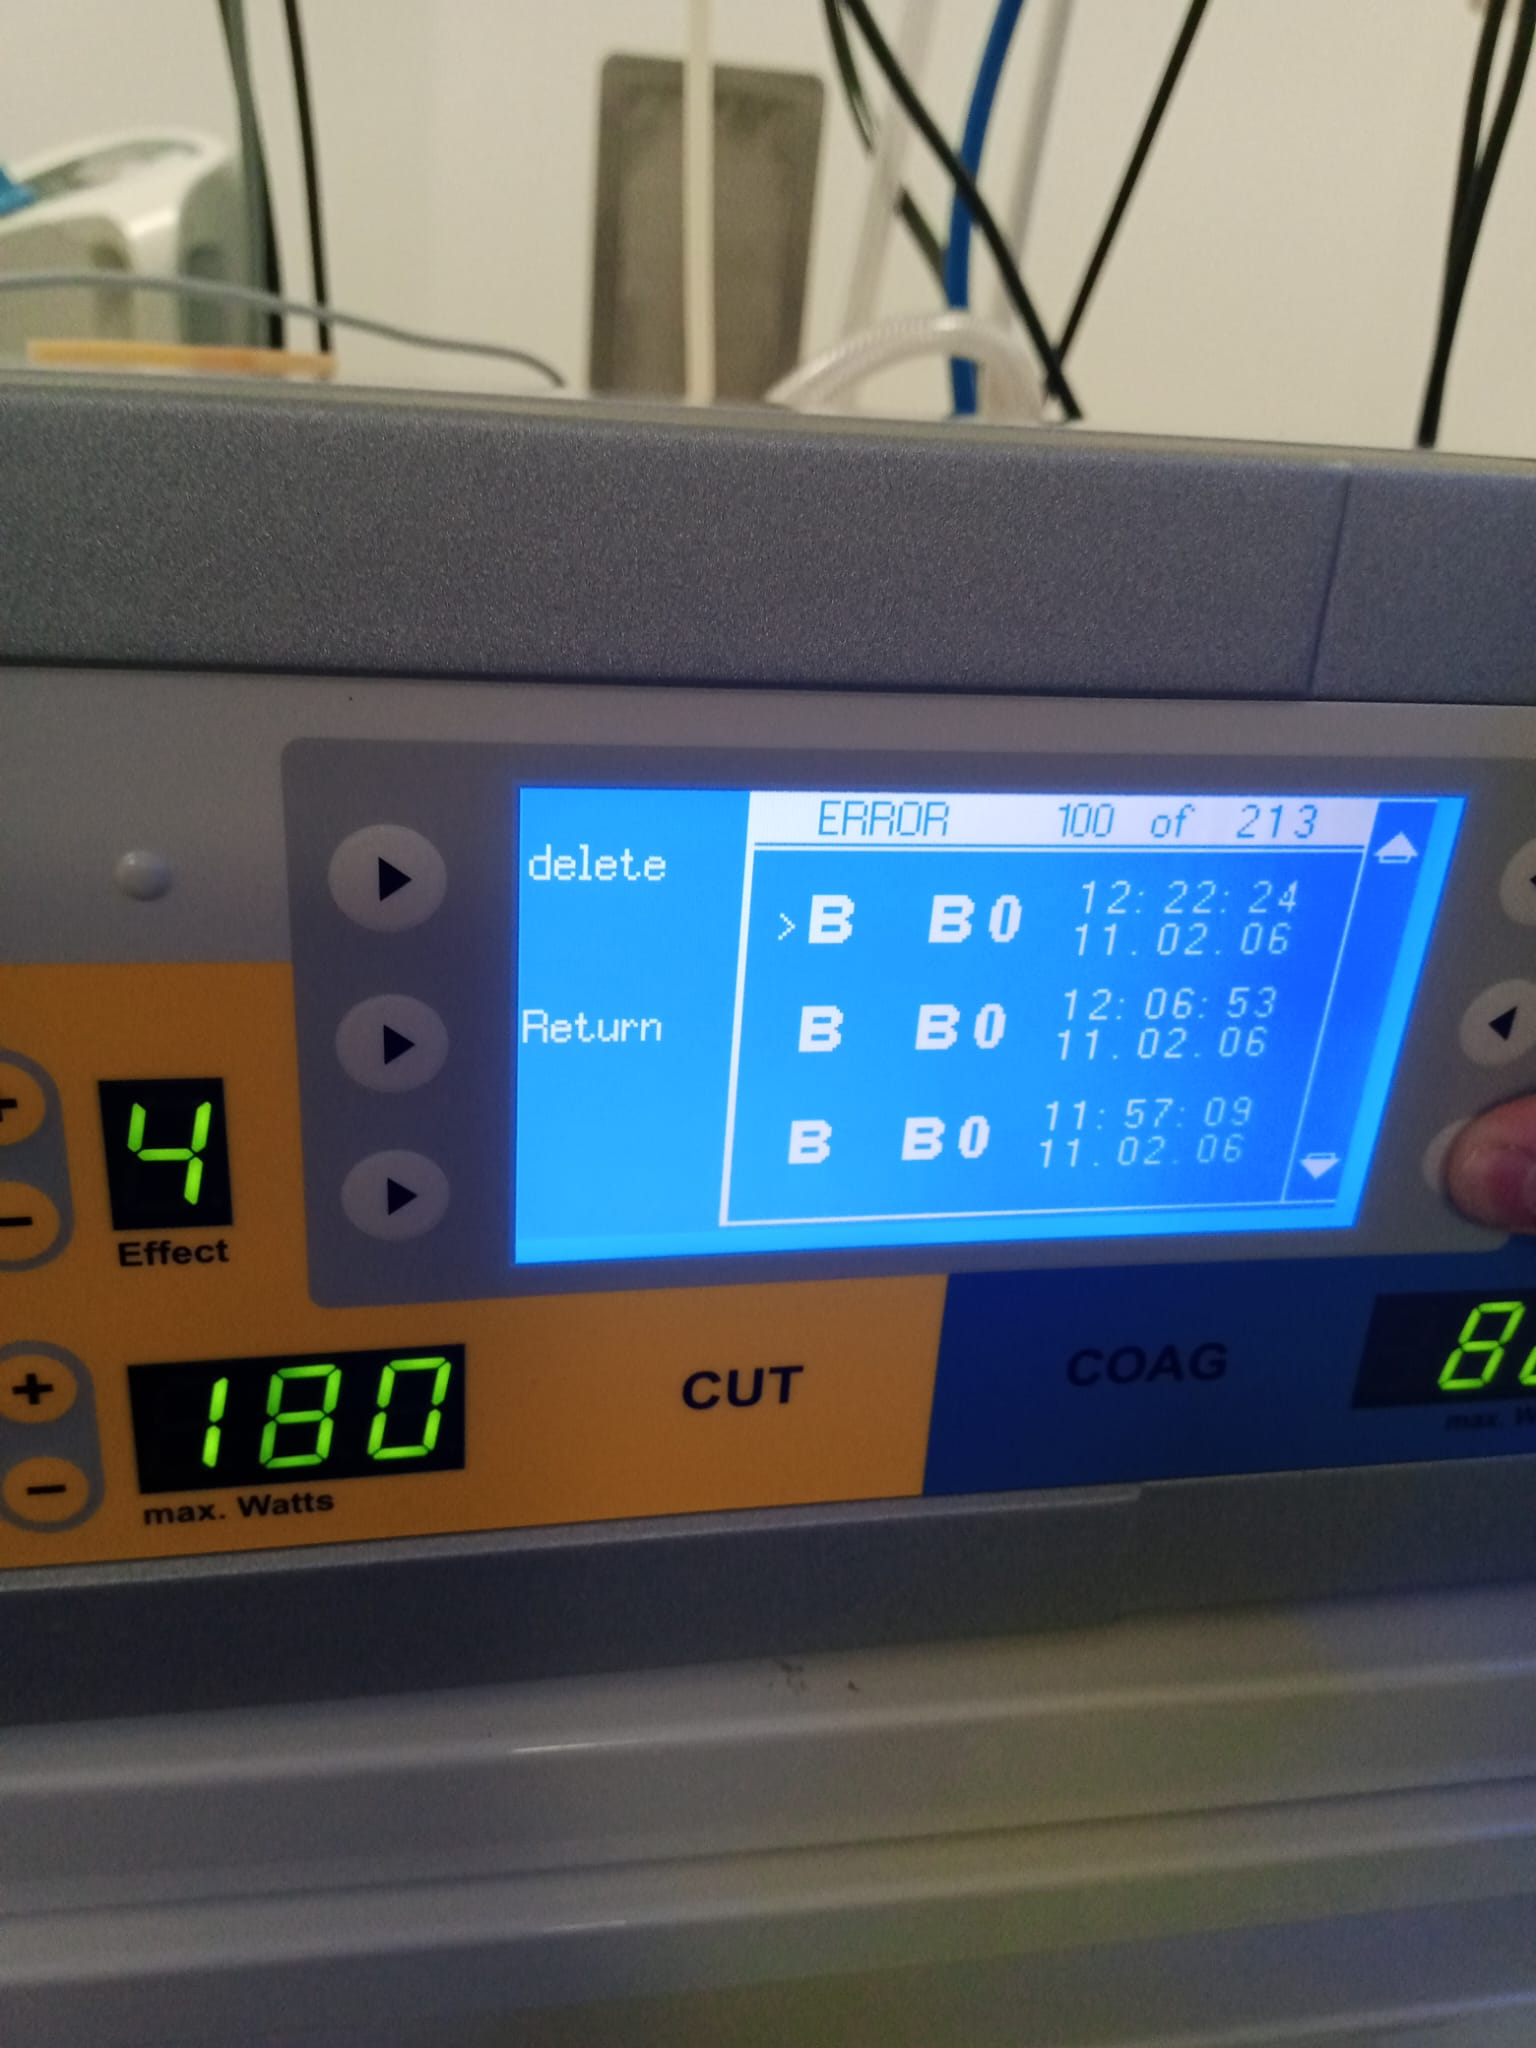 ERROR 100 of 213
delete
>B B0 12:22:24
11.02.06
Return
B B0 12:06:53
11.02.06
B B0 11:57:09
11.02.06
+
4
−
Effect
+
180
−
max. Watts
CUT
COAG
max.